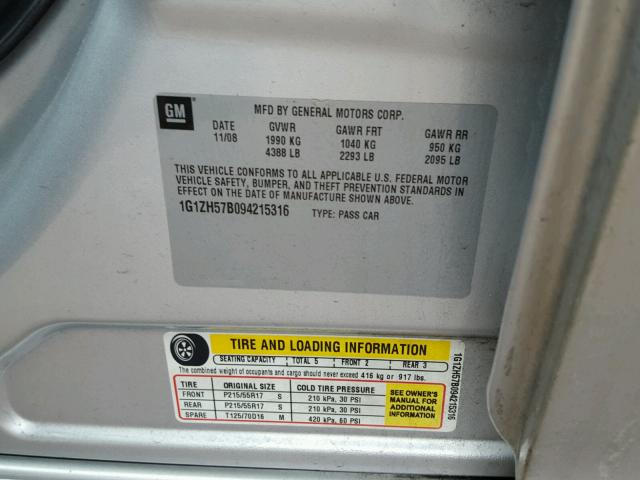 GM
MFD BY GENERAL MOTORS CORP.
DATE GVWR GAWR FRT GAWR RR
11/08 1990 KG 1040 KG 950 KG
4388 LB 2293 LB 2095 LB
THIS VEHICLE CONFORMS TO ALL APPLICABLE U.S. FEDERAL MOTOR
VEHICLE SAFETY, BUMPER, AND THEFT PREVENTION STANDARDS IN
EFFECT ON THE DATE OF MANUFACTURE SHOWN ABOVE.
1G1ZH57B094215316 TYPE: PASS CAR
TIRE AND LOADING INFORMATION
SEATING CAPACITY TOTAL 5 FRONT 2 REAR 3
The combined weight of occupants and cargo should never exceed 416 kg or 917 lbs.
TIRE ORIGINAL SIZE COLD TIRE PRESSURE
FRONT P215/55R17 S 210 kPa, 30 PSI
REAR P215/55R17 S 210 kPa, 30 PSI
SPARE T125/70D16 M 420 kPa, 60 PSI
SEE OWNER'S
MANUAL FOR
ADDITIONAL
INFORMATION
1G1ZH57B094215316